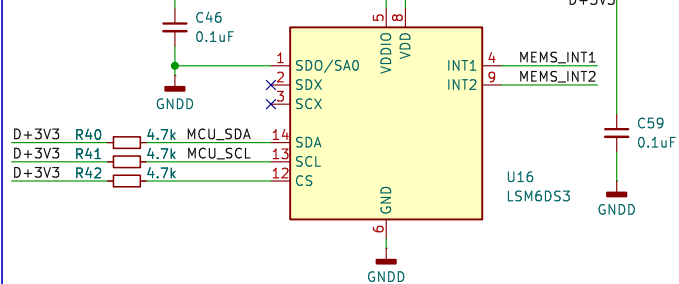 D+3V3
C46
0.1uF
5
8
VDDIO
VDD
1
SDO/SA0
INT1
4
MEMS_INT1
2
SDX
INT2
9
MEMS_INT2
GNDD
3
SCX
C59
0.1uF
D+3V3 R40 4.7k MCU_SDA 14 SDA
D+3V3 R41 4.7k MCU_SCL 13 SCL
D+3V3 R42 4.7k 12 CS
U16
LSM6DS3
GND
6
GNDD
GNDD